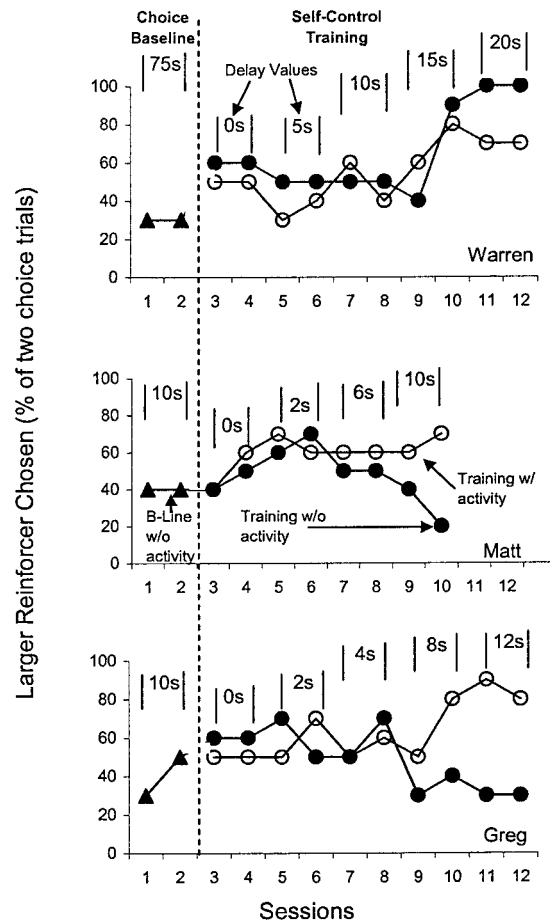 Choice
Baseline
Self-Control
Training
Larger Reinforcer Chosen (% of two choice trials)
75s
Delay Values
0s
5s
10s
15s
20s
100
80
60
40
20
0
Warren
1 2 3 4 5 6 7 8 9 10 11 12
10s
0s
2s
6s
10s
100
80
60
40
20
0
B-Line
w/o
activity
Training w/o
activity
Training w/
activity
Matt
1 2 3 4 5 6 7 8 9 10 11 12
10s
0s
2s
4s
8s
12s
100
80
60
40
20
0
Greg
1 2 3 4 5 6 7 8 9 10 11 12
Sessions